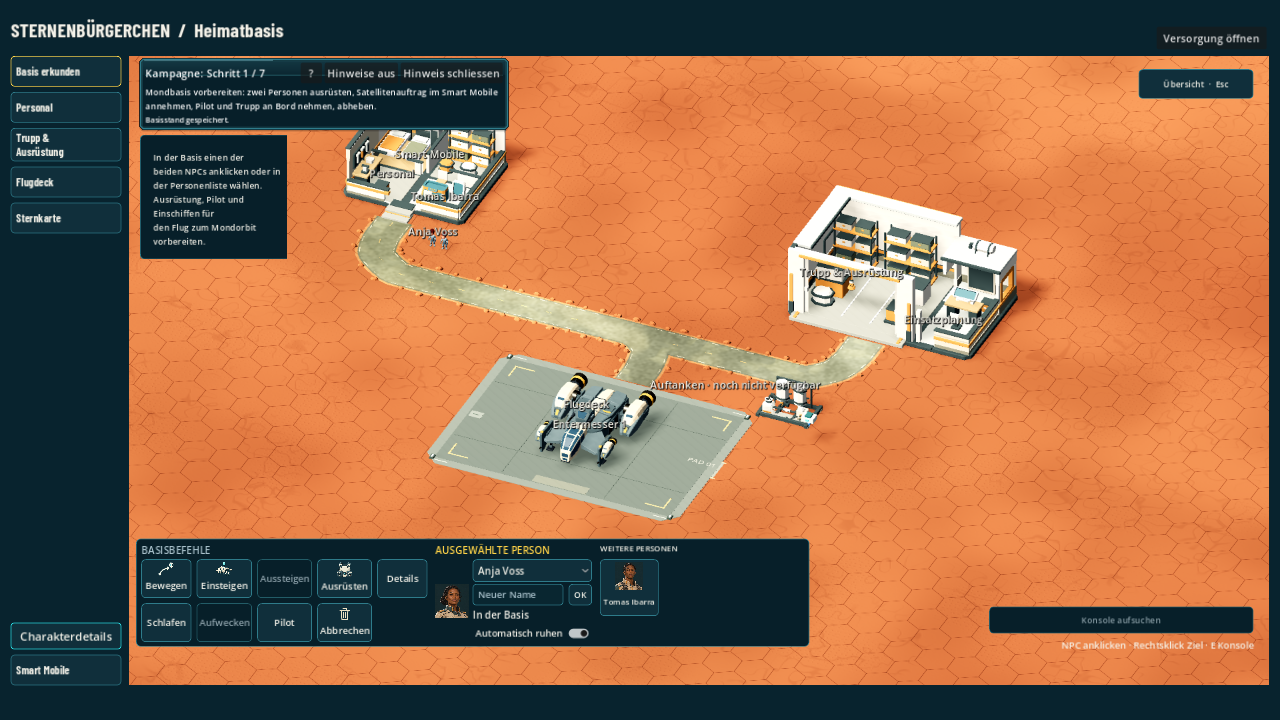 STERNENBÜRGERCHEN / Heimatbasis
Versorgung öffnen
Basis erkunden
Personal
Trupp &
Ausrüstung
Flugdeck
Sternkarte
Kampagne: Schritt 1 / 7
? Hinweise aus Hinweis schliessen
Mondbasis vorbereiten: zwei Personen ausrüsten, Satellitenauftrag im Smart Mobile
annehmen, Pilot und Trupp an Bord nehmen, abheben.
Basisstand gespeichert.
Übersicht · Esc
In der Basis einen der
beiden NPCs anklicken oder in
der Personenliste wählen.
Ausrüstung, Pilot und
Einschiffen für
den Flug zum Mondorbit
vorbereiten.
Smart Mobile
Personal
Tomas Ibarra
Anja Voss
Trupp & Ausrüstung
Einsatzplanung
Auftanken · noch nicht verfügbar
Flugdeck
Entermesser
BASISBEFEHLE
Bewegen
Einsteigen
Aussteigen
Ausrüsten
Details
Schlafen
Aufwecken
Pilot
Abbrechen
AUSGEWÄHLTE PERSON
Anja Voss
Neuer Name
OK
In der Basis
Automatisch ruhen
WEITERE PERSONEN
Tomas Ibarra
Konsole aufsuchen
NPC anklicken · Rechtsklick Ziel · E Konsole
Charakterdetails
Smart Mobile